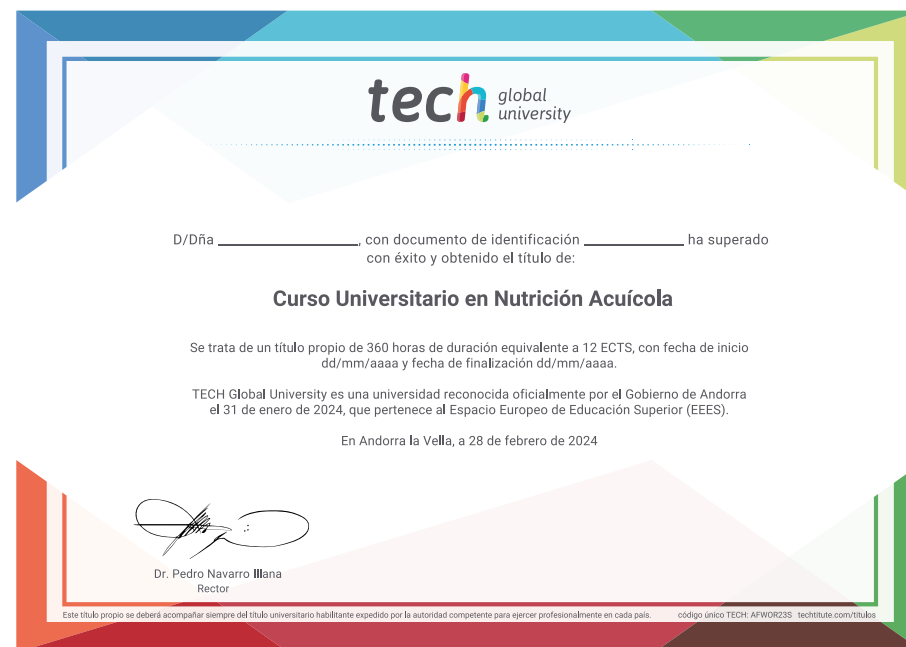 tech global
university
D/Dña ______________, con documento de identificación __________ ha superado
con éxito y obtenido el título de:
Curso Universitario en Nutrición Acuícola
Se trata de un título propio de 360 horas de duración equivalente a 12 ECTS, con fecha de inicio
dd/mm/aaaa y fecha de finalización dd/mm/aaaa.
TECH Global University es una universidad reconocida oficialmente por el Gobierno de Andorra
el 31 de enero de 2024, que pertenece al Espacio Europeo de Educación Superior (EEES).
En Andorra la Vella, a 28 de febrero de 2024
Dr. Pedro Navarro Illana
Rector
Este título propio se deberá acompañar siempre del título universitario habilitante expedido por la autoridad competente para ejercer profesionalmente en cada país. código único TECH: AFWOR23S techtitute.com/titulos